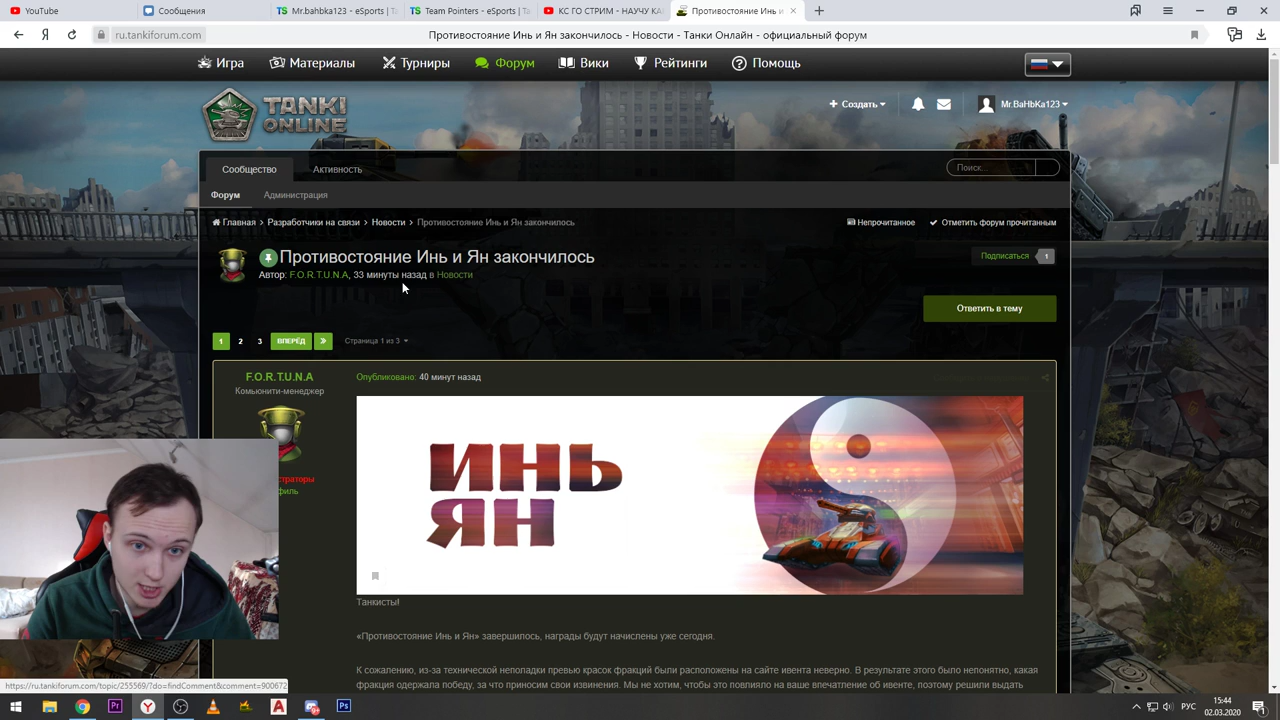 YouTube
Сообщения
Mr.bahbka123 - eSports | Та
Team Pointers - eSports | Та
КС ГО СТРИМ - НАУЧУ КА
Противостояние Инь и
ru.tankiforum.com
Противостояние Инь и Ян закончилось - Новости - Танки Онлайн - официальный форум
Игра
Материалы
Турниры
Форум
Вики
Рейтинги
Помощь
TANKI
ONLINE
Создать
Mr.BaHbKa123
Сообщество
Активность
Поиск...
Форум
Администрация
Главная > Разработчики на связи > Новости > Противостояние Инь и Ян закончилось
Непрочитанное
Отметить форум прочитанным
Противостояние Инь и Ян закончилось
Автор: F.O.R.T.U.N.A, 33 минуты назад в Новости
Подписаться
1
Ответить в тему
1 2 3 ВПЕРЁД »
Страница 1 из 3
F.O.R.T.U.N.A
Комьюнити-менеджер
страторы
филь
Опубликовано: 40 минут назад
ИНЬ
ЯН
Танкисты!
«Противостояние Инь и Ян» завершилось, награды будут начислены уже сегодня.
К сожалению, из-за технической неполадки превью красок фракций были расположены на сайте ивента неверно. В результате этого было непонятно, какая
фракция одержала победу, за что приносим свои извинения. Мы не хотим, чтобы это повлияло на ваше впечатление об ивенте, поэтому решили выдать
https://ru.tankiforum.com/topic/255569/?do=findComment&comment=900672
РУС
15:44
02.03.2020
1